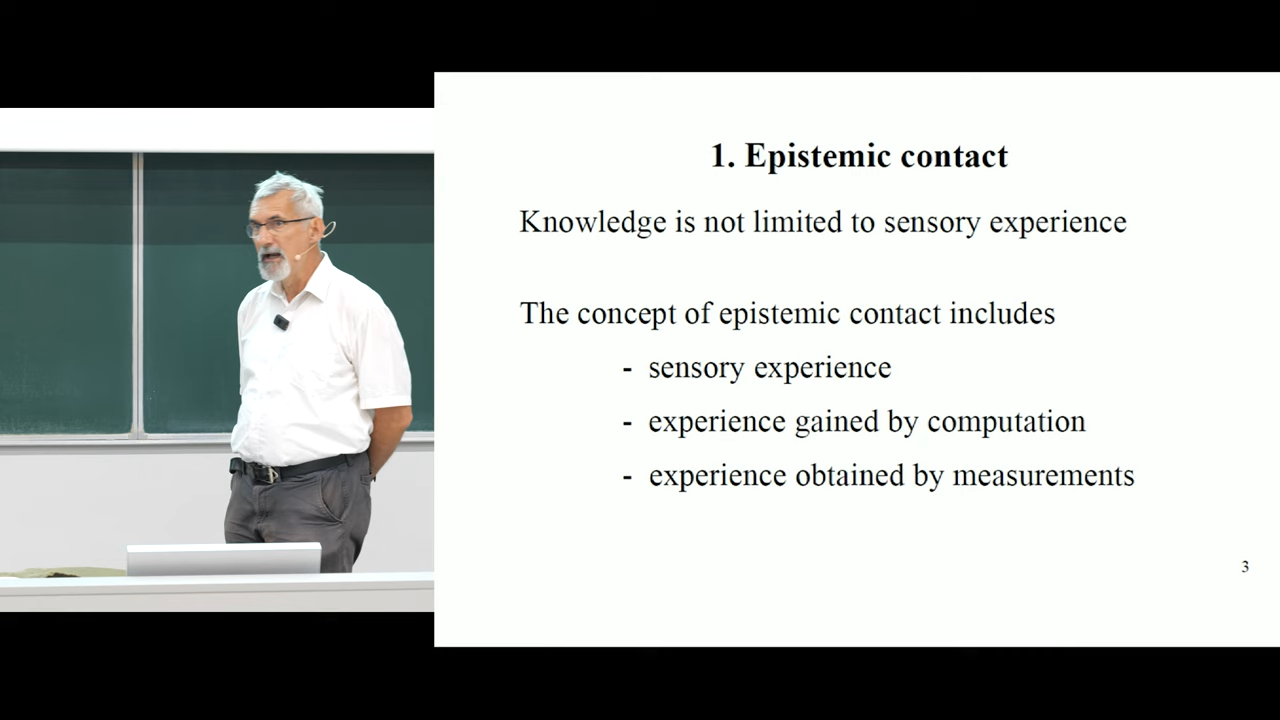 1. Epistemic contact
Knowledge is not limited to sensory experience
The concept of epistemic contact includes
- sensory experience
- experience gained by computation
- experience obtained by measurements
3